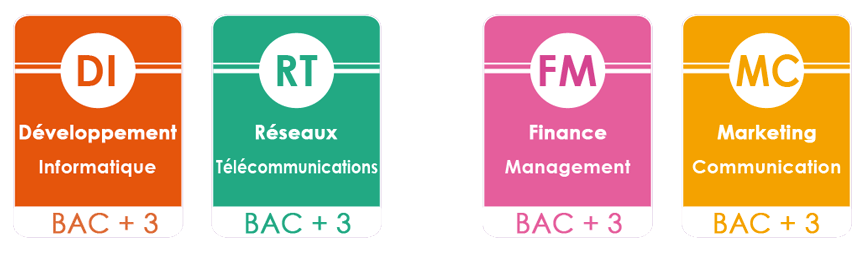 DI
Développement
Informatique
BAC + 3
RT
Réseaux
Télécommunications
BAC + 3
FM
Finance
Management
BAC + 3
MC
Marketing
Communication
BAC + 3